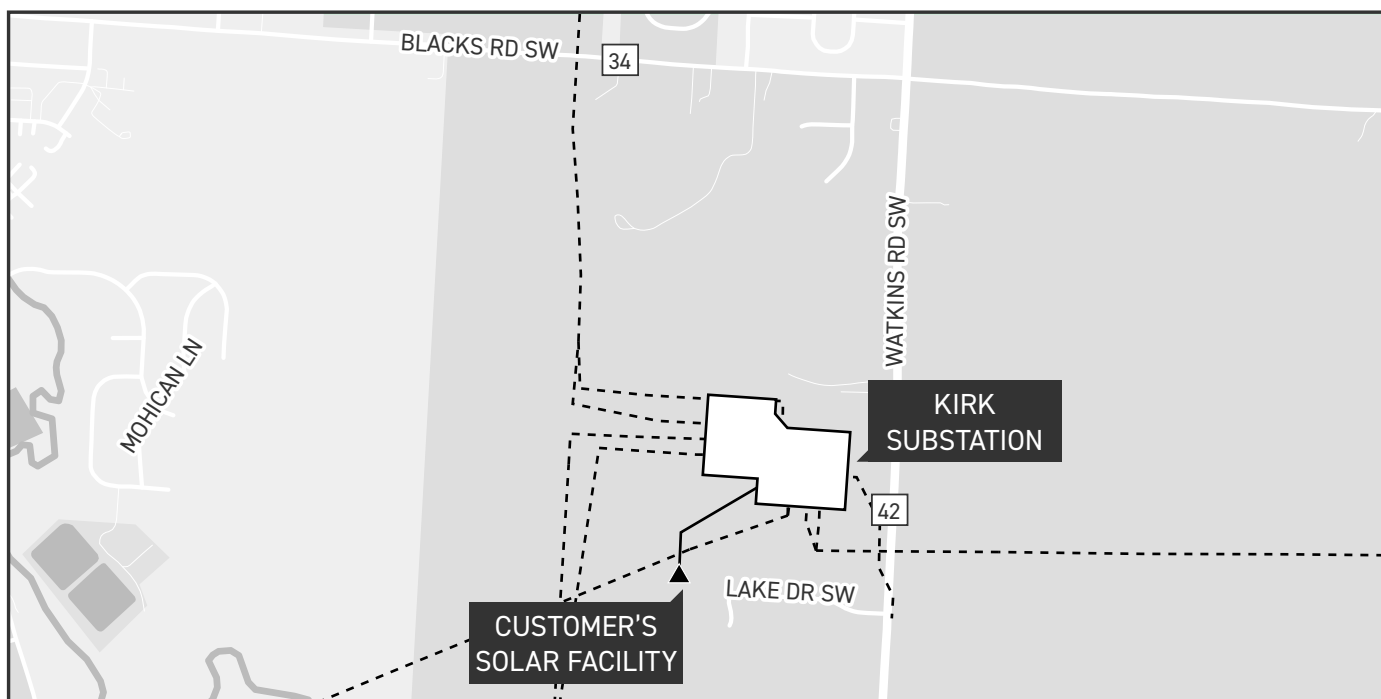 BLACKS RD SW
34
WATKINS RD SW
MOHICAN LN
KIRK
SUBSTATION
42
LAKE DR SW
CUSTOMER'S
SOLAR FACILITY